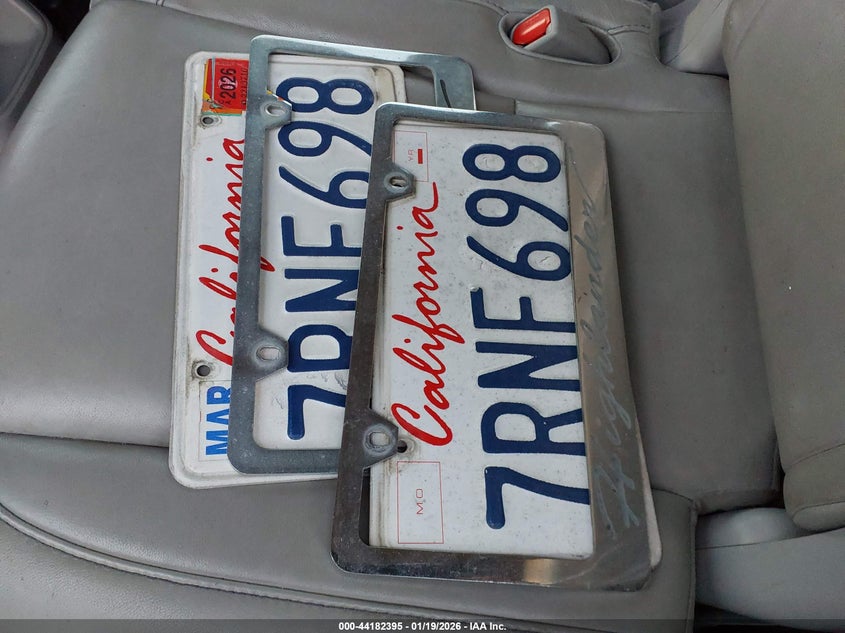 2026
California
MAR
7RNF698
YR
California
MO
7RNF698
Highlander
000-44182395 - 01/19/2026 - IAA Inc.